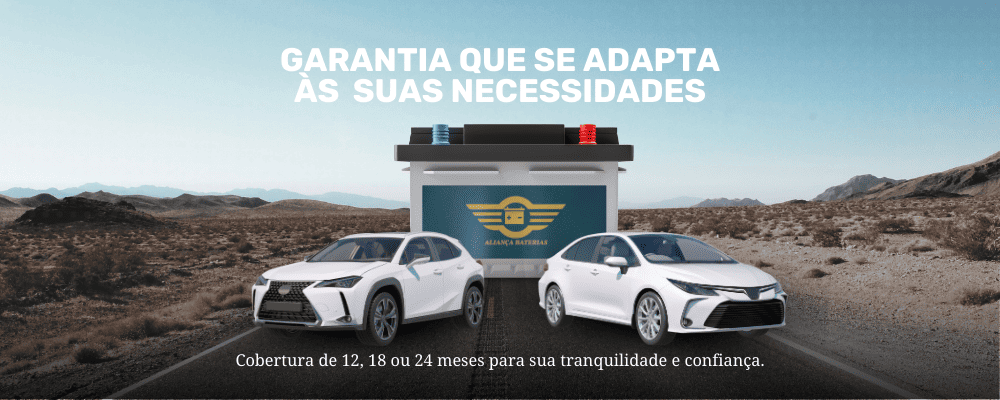 GARANTIA QUE SE ADAPTA
ÀS SUAS NECESSIDADES
ALIANÇA BATERIAS
Cobertura de 12, 18 ou 24 meses para sua tranquilidade e confiança.